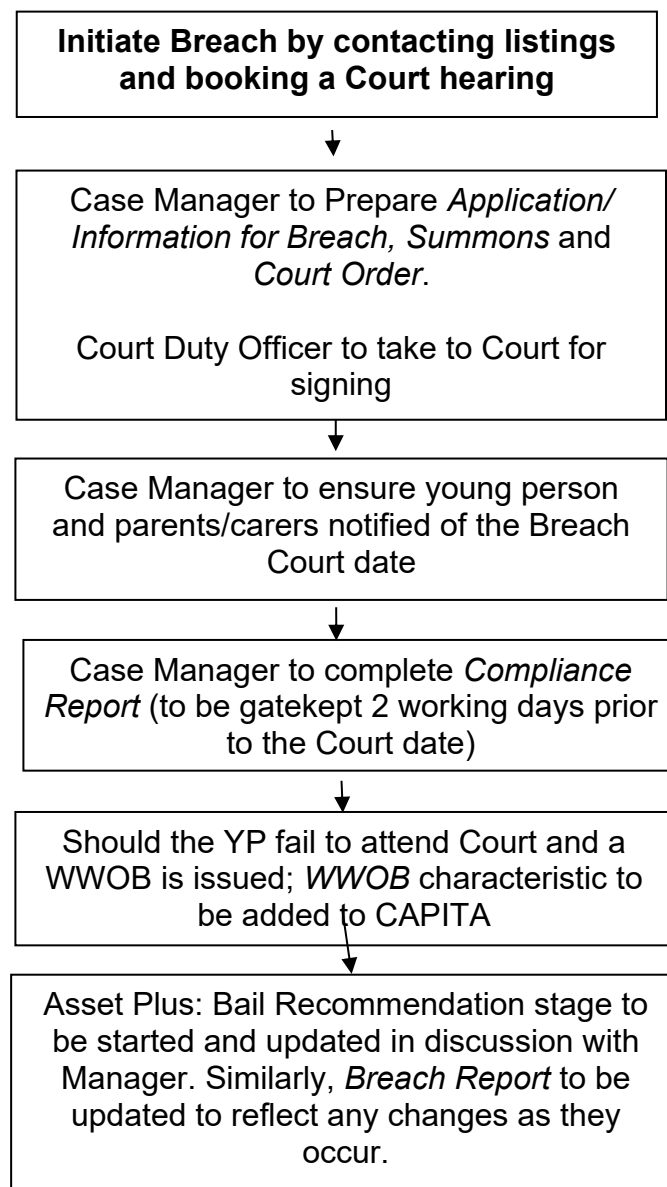 Initiate Breach by contacting listings
and booking a Court hearing
Case Manager to Prepare Application/
Information for Breach, Summons and
Court Order.
Court Duty Officer to take to Court for
signing
Case Manager to ensure young person
and parents/carers notified of the Breach
Court date
Case Manager to complete Compliance
Report (to be gatekept 2 working days prior
to the Court date)
Should the YP fail to attend Court and a
WWOB is issued; WWOB characteristic to
be added to CAPITA
Asset Plus: Bail Recommendation stage to
be started and updated in discussion with
Manager. Similarly, Breach Report to be
updated to reflect any changes as they
occur.